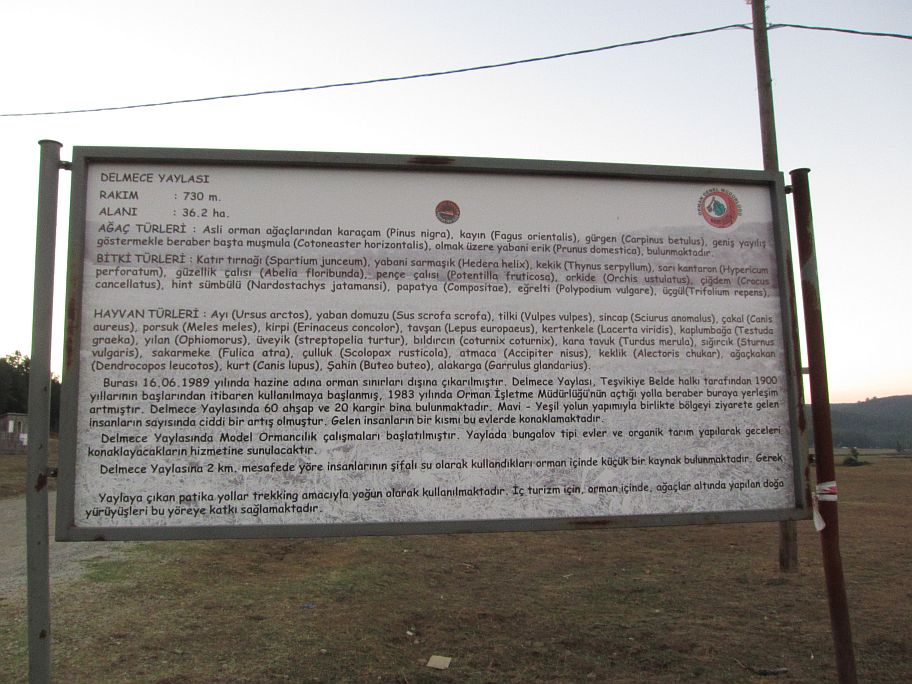 DELMECE YAYLASI
RAKIM : 730 m.
ALANI : 36.2 ha.
AĞAÇ TÜRLERİ : Asli orman ağaçlarından karaçam (Pinus nigra), kayın (Fagus orientalis), gürgen (Carpinus betulus), geniş yayılış
göstermekle beraber başta muşmula (Cotoneaster horizontalis), olmak üzere yabani erik (Prunus domestica), bulunmaktadır.
BİTKİ TÜRLERİ : Katır tırnağı (Spartium junceum), yabani sarmaşik (Hedera helix), kekik (Thynus serpyllum), sarı kantaron (Hypericum
perforatum), güzellik çalısı (Abelia floribunda), pençe çalısı (Potentilla fruticosa), orkide (Orchis ustulatus), çiğdem (Crocus
cancellatus), hint sümbülü (Nardostachys jatamansi), papatya (Compositae), eğrelti (Polypodium vulgare), üçgül(Trifolium repens),
HAYVAN TÜRLERİ : Ayı (Ursus arctos), yaban domuzu (Sus scrofa scrofa), tilki (Vulpes vulpes), sincap (Sciurus anomalus), çakal (Canis
aureus), porsuk (Meles meles), kirpi (Erinaceus concolor), tavşan (Lepus europaeus), kertenkele (Lacerta viridis), kaplumbağa (Testuda
graeka), yılan (Ophiomorus), üveyik (streptopelia turtur), bıldırcin (coturnix coturnix), kara tavuk (Turdus merula), sığırcık (Sturnus
vulgaris), sakarmeke (Fulica atra), çulluk (Scolopax rusticola), atmaca (Accipiter nisus), keklik (Alectoris chukar), ağaçkakan
(Dendrocopos leucotos), kurt (Canis lupus), Şahin (Buteo buteo), alakarga (Garrulus glandarius).
Burası 16.06.1989 yılında hazine adına orman sınırları dışına çıkarılmıştır. Delmece Yaylası, Teşvikiye Belde halkı tarafından 1900
yıllarının başlarından itibaren kullanılmaya başlanmış, 1983 yılında Orman İşletme Müdürlüğü'nün açtığı yolla beraber buraya yerleşim
artmıştır. Delmece Yaylasında 60 ahşap ve 20 kargir bina bulunmaktadır. Mavi - Yeşil yolun yapımıyla birlikte bölgeyi ziyarete gelen
insanların sayısında ciddi bir artış olmuştur. Gelen insanların bir kısmı bu evlerde konaklamaktadır.
Delmece Yaylasında Model Ormancılık çalışmaları başlatılmıştır. Yaylada bungalov tipi evler ve organik tarım yapılarak geceleri
konaklayacakların hizmetine sunulacaktır.
Delmece Yaylasına 2 km. mesafede yöre insanlarının şifalı su olarak kullandıkları orman içinde küçük bir kaynak bulunmaktadır. Gerek
Yaylaya çıkan patika yollar trekking amacıyla yoğun olarak kullanılmaktadır. İç turizm için, orman içinde, ağaçlar altında yapılan doğa
yürüyüşleri bu yöreye katkı sağlamaktadır.